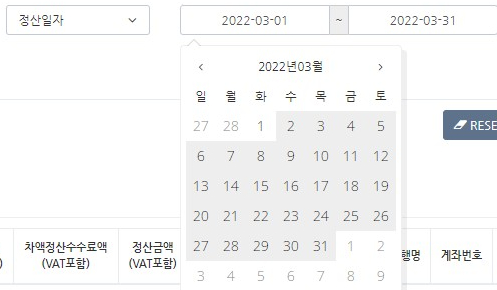 정산일자 2022-03-01 ~ 2022-03-31
2022년03월
일 월 화 수 목 금 토
27 28 1 2 3 4 5
RESE
6 7 8 9 10 11 12
13 14 15 16 17 18 19
20 21 22 23 24 25 26
차액정산수수료액 정산금액
27 28 29 30 31 1 2
행명 계좌번호
) (VAT포함) (VAT포함)
3 4 5 6 7 8 9